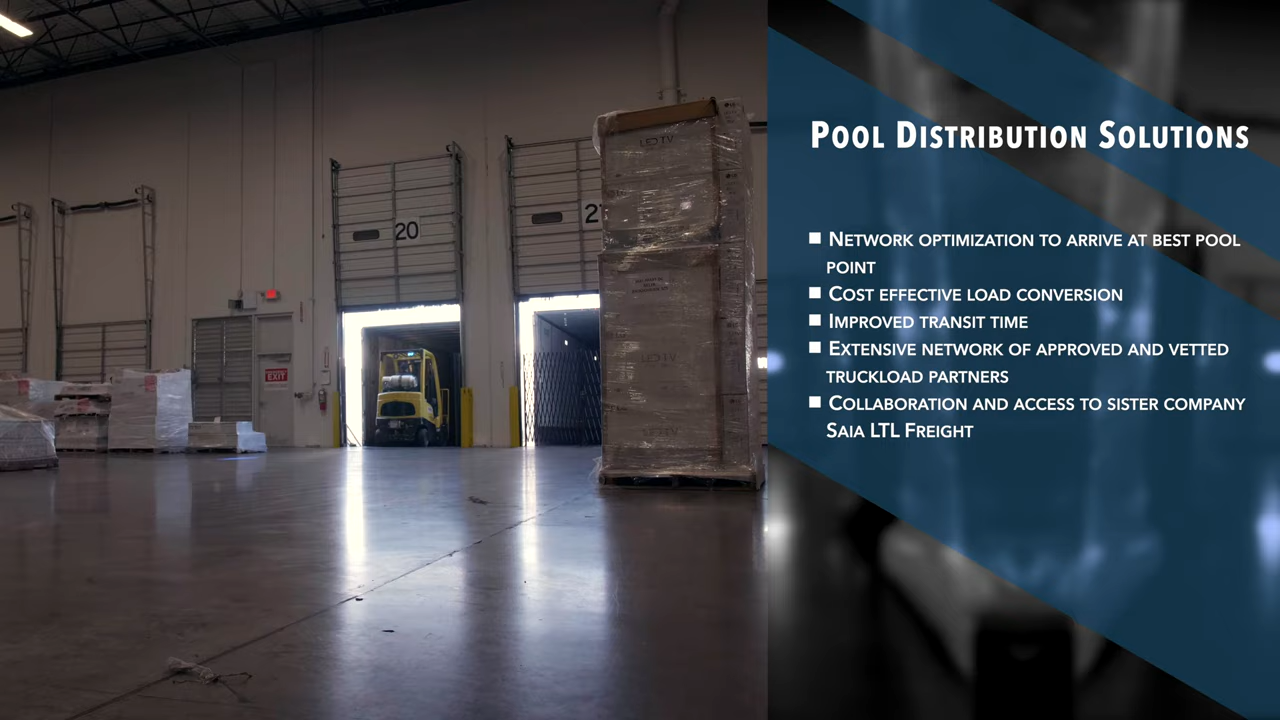 POOL DISTRIBUTION SOLUTIONS
NETWORK OPTIMIZATION TO ARRIVE AT BEST POOL
POINT
COST EFFECTIVE LOAD CONVERSION
IMPROVED TRANSIT TIME
EXTENSIVE NETWORK OF APPROVED AND VETTED
TRUCKLOAD PARTNERS
COLLABORATION AND ACCESS TO SISTER COMPANY
SAIA LTL FREIGHT
20
LED TV
LED TV
LED TV
EXIT